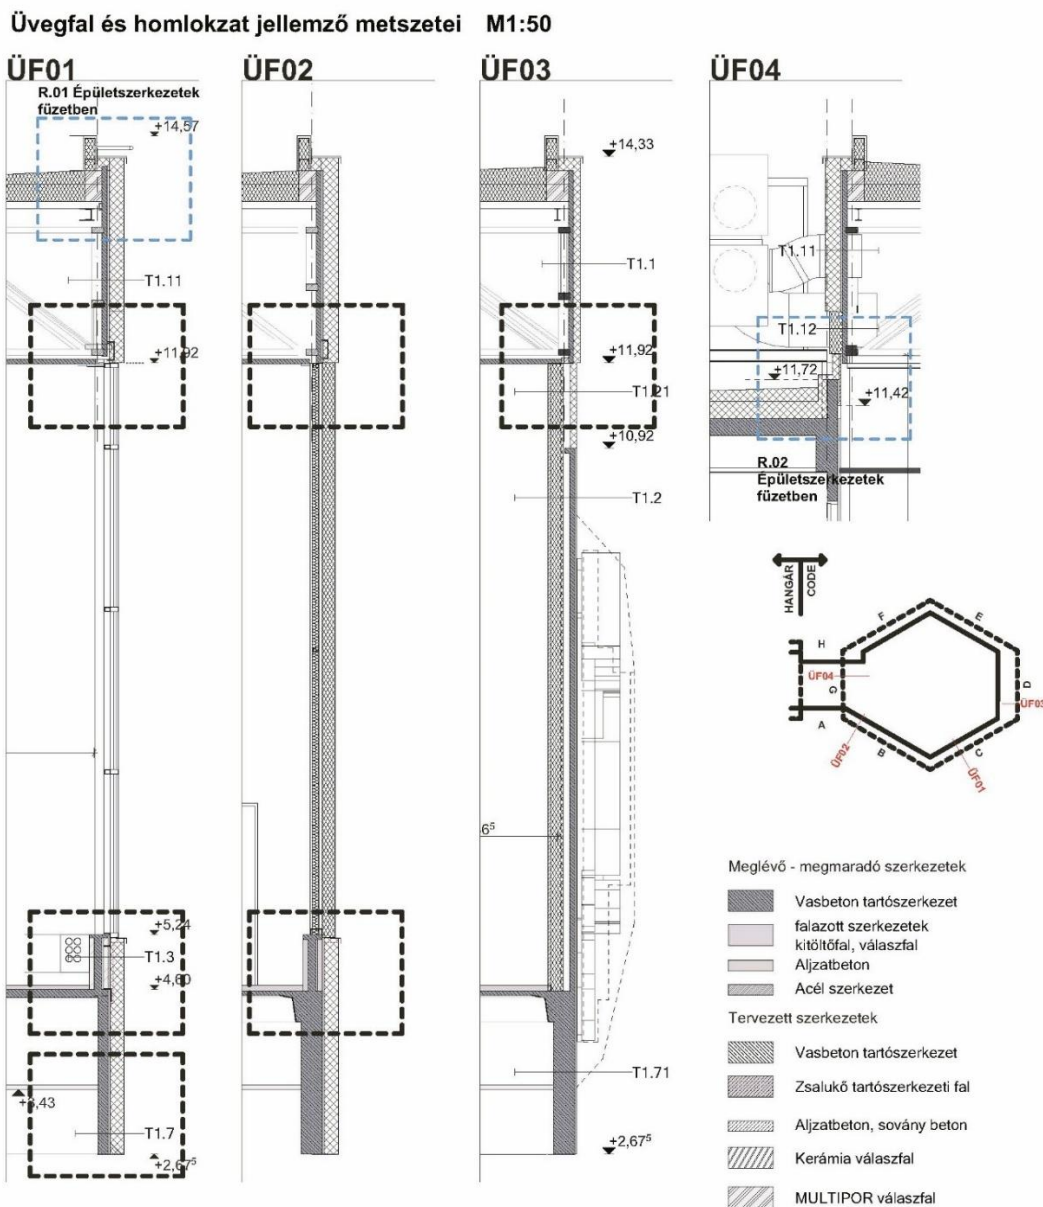 Üvegfal és homlokzat jellemző metszetei M1:50
ÜF01
R.01 Épületszerkezetek
füzetben
+14,57
T1.11
+11,92
+5,24
T1.3
+4,60
T1.7
+2,67⁵
ÜF02
ÜF03
+14,33
T1.1
+11,92
T1.21
+10,92
T1.2
6⁵
T1.71
+2,67⁵
ÜF04
T1.11
T1.12
+11,72
+11,42
R.02
Épületszerkezetek
füzetben
HANGÁR
CODE
F
E
H
ÜF04
G
D
ÜF03
A
ÜF02
B
C
ÜF01
Meglévő - megmaradó szerkezetek
Vasbeton tartószerkezet
falazott szerkezetek
kitöltőfal, válaszfal
Aljzatbeton
Acél szerkezet
Tervezett szerkezetek
Vasbeton tartószerkezet
Zsalukő tartószerkezeti fal
Aljzatbeton, sovány beton
Kerámia válaszfal
MULTIPOR válaszfal